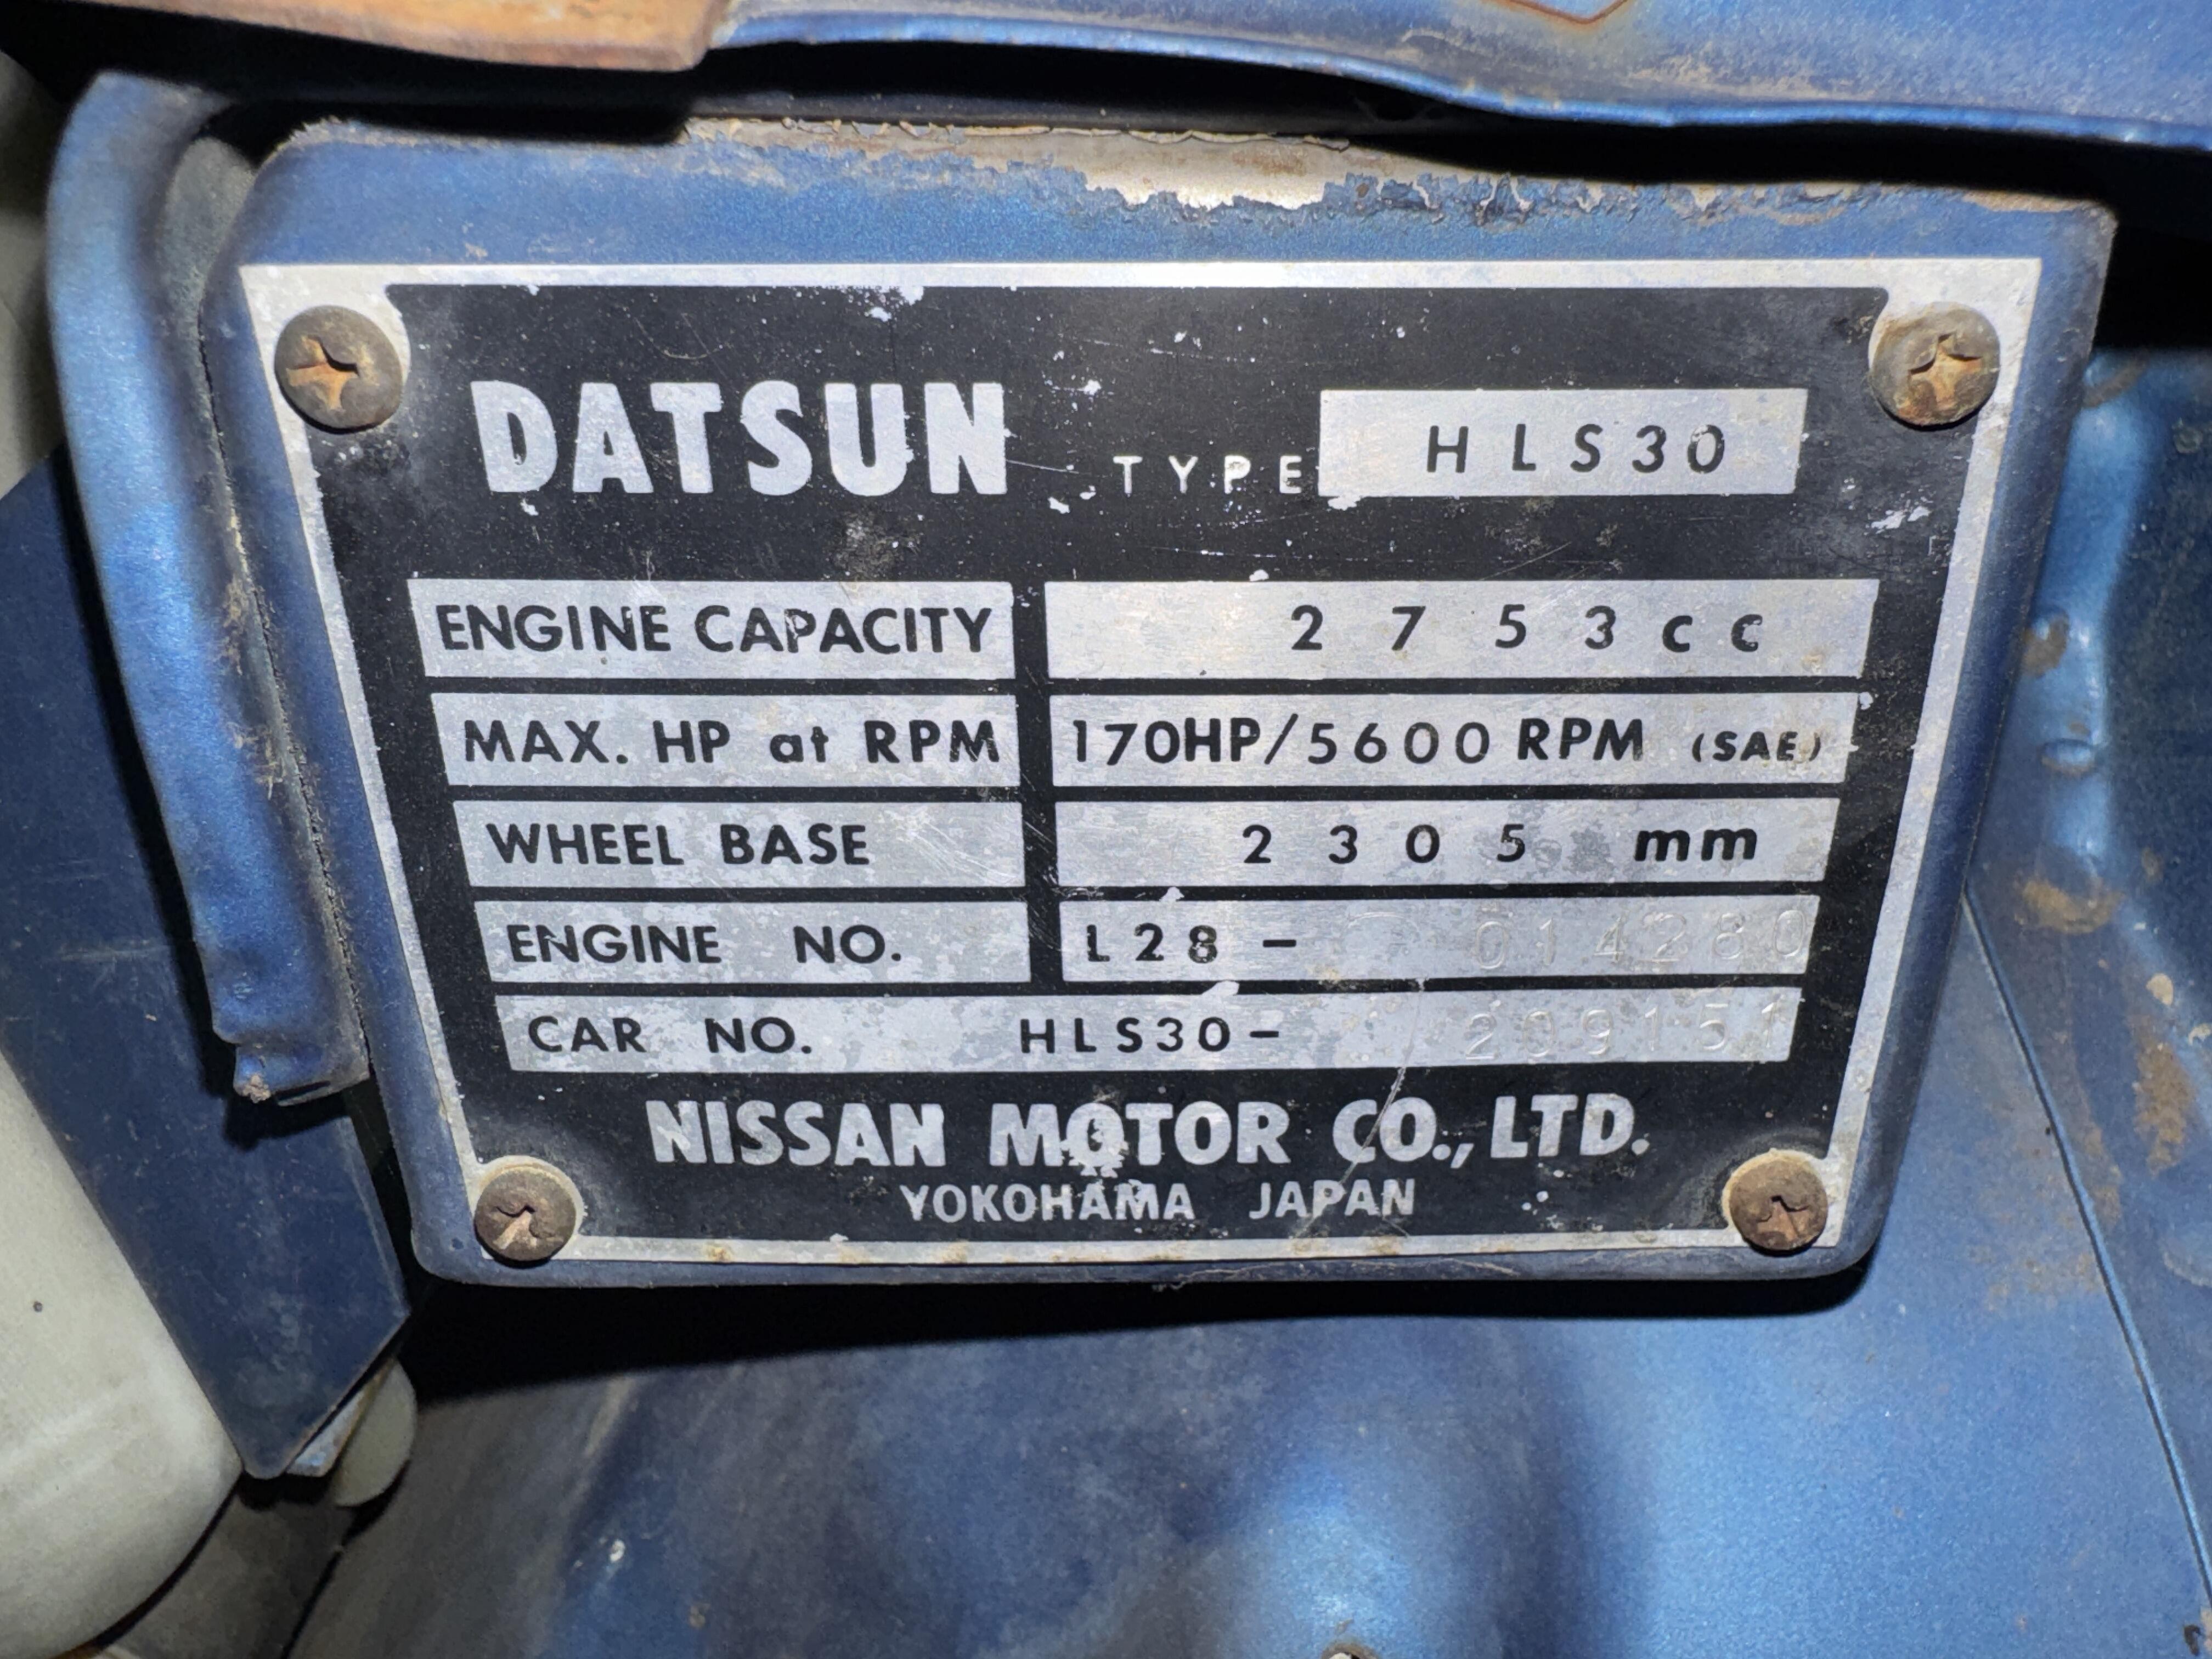 DATSUN TYPE HLS30
ENGINE CAPACITY 2753cc
MAX. HP at RPM 170HP/5600 RPM (SAE)
WHEEL BASE 2305 mm
ENGINE NO. L28- 014280
CAR NO. HLS30- 209151
NISSAN MOTOR CO., LTD.
YOKOHAMA JAPAN